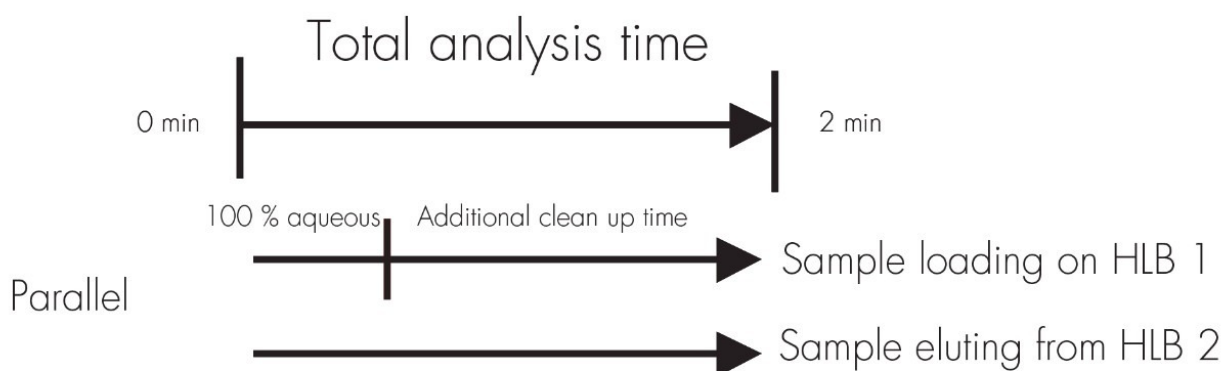 Total analysis time
0 min
2 min
100 % aqueous
Additional clean up time
Sample loading on HLB 1
Parallel
Sample eluting from HLB 2